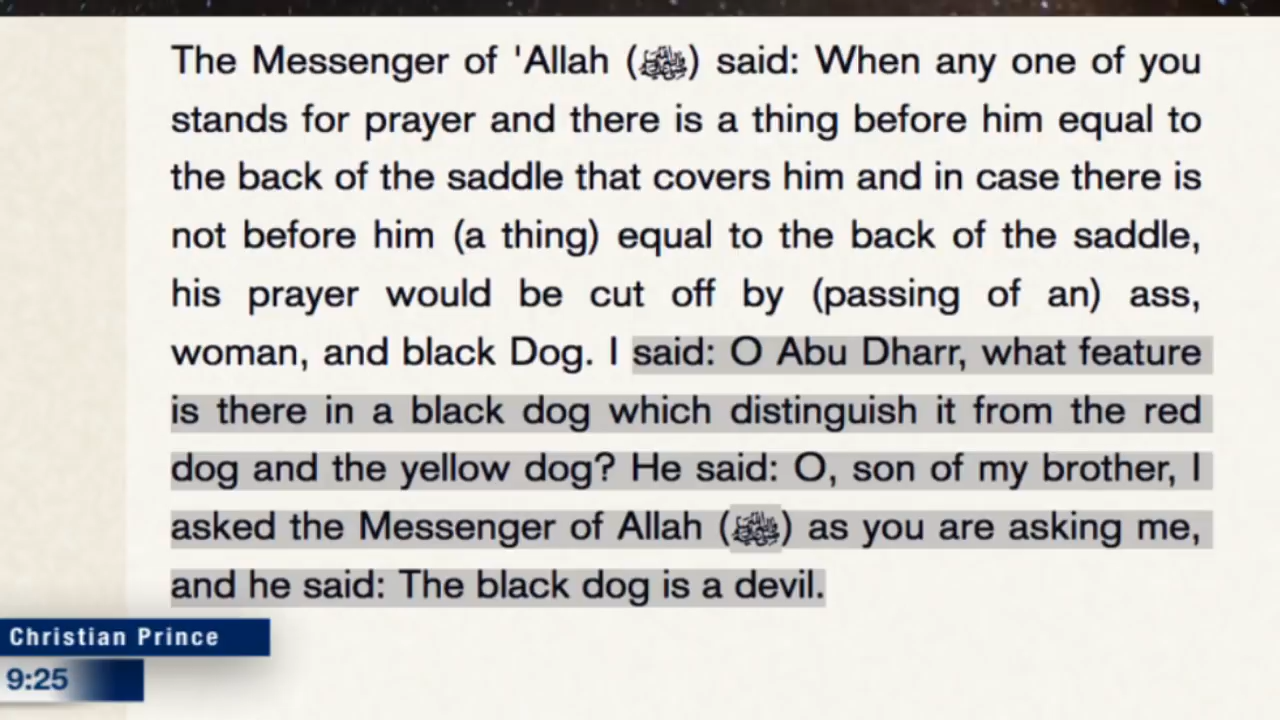 The Messenger of 'Allah (ﷺ) said: When any one of you
stands for prayer and there is a thing before him equal to
the back of the saddle that covers him and in case there is
not before him (a thing) equal to the back of the saddle,
his prayer would be cut off by (passing of an) ass,
woman, and black Dog. I said: O Abu Dharr, what feature
is there in a black dog which distinguish it from the red
dog and the yellow dog? He said: O, son of my brother, I
asked the Messenger of Allah (ﷺ) as you are asking me,
and he said: The black dog is a devil.
Christian Prince
9:25